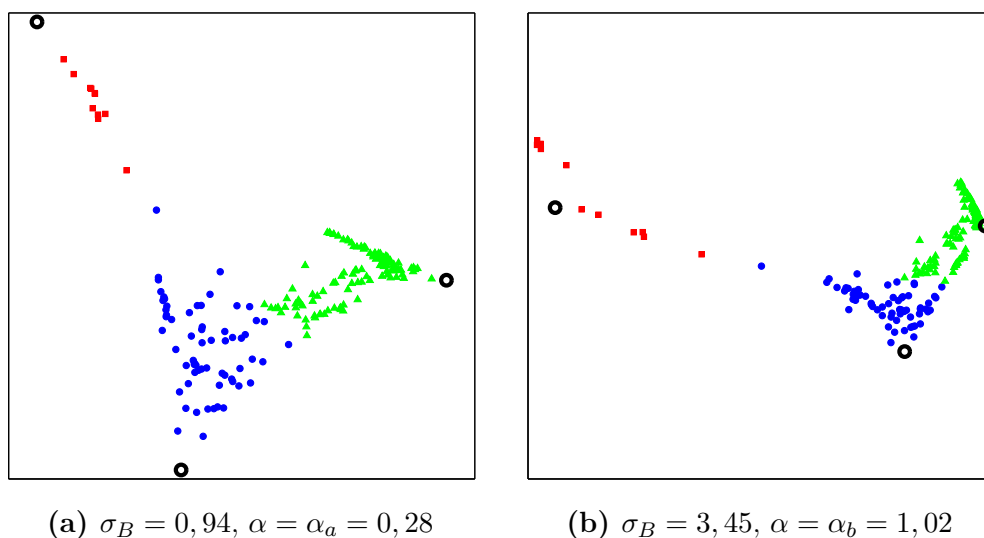 (a) σ_B = 0,94, α = α_a = 0,28
(b) σ_B = 3,45, α = α_b = 1,02